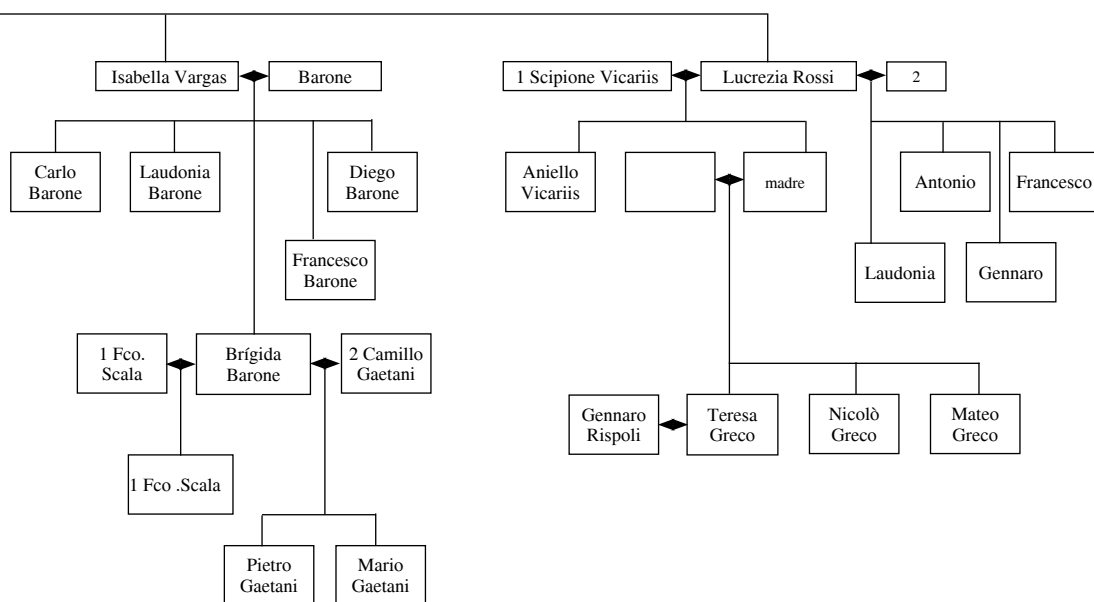 Isabella Vargas
Barone
1 Scipione Vicariis
Lucrezia Rossi
2
Carlo
Barone
Laudonia
Barone
Diego
Barone
Aniello
Vicariis
madre
Antonio
Francesco
Francesco
Barone
Laudonia
Gennaro
1 Fco.
Scala
Brígida
Barone
2 Camillo
Gaetani
Gennaro
Rispoli
Teresa
Greco
Nicolò
Greco
Mateo
Greco
1 Fco .Scala
Pietro
Gaetani
Mario
Gaetani